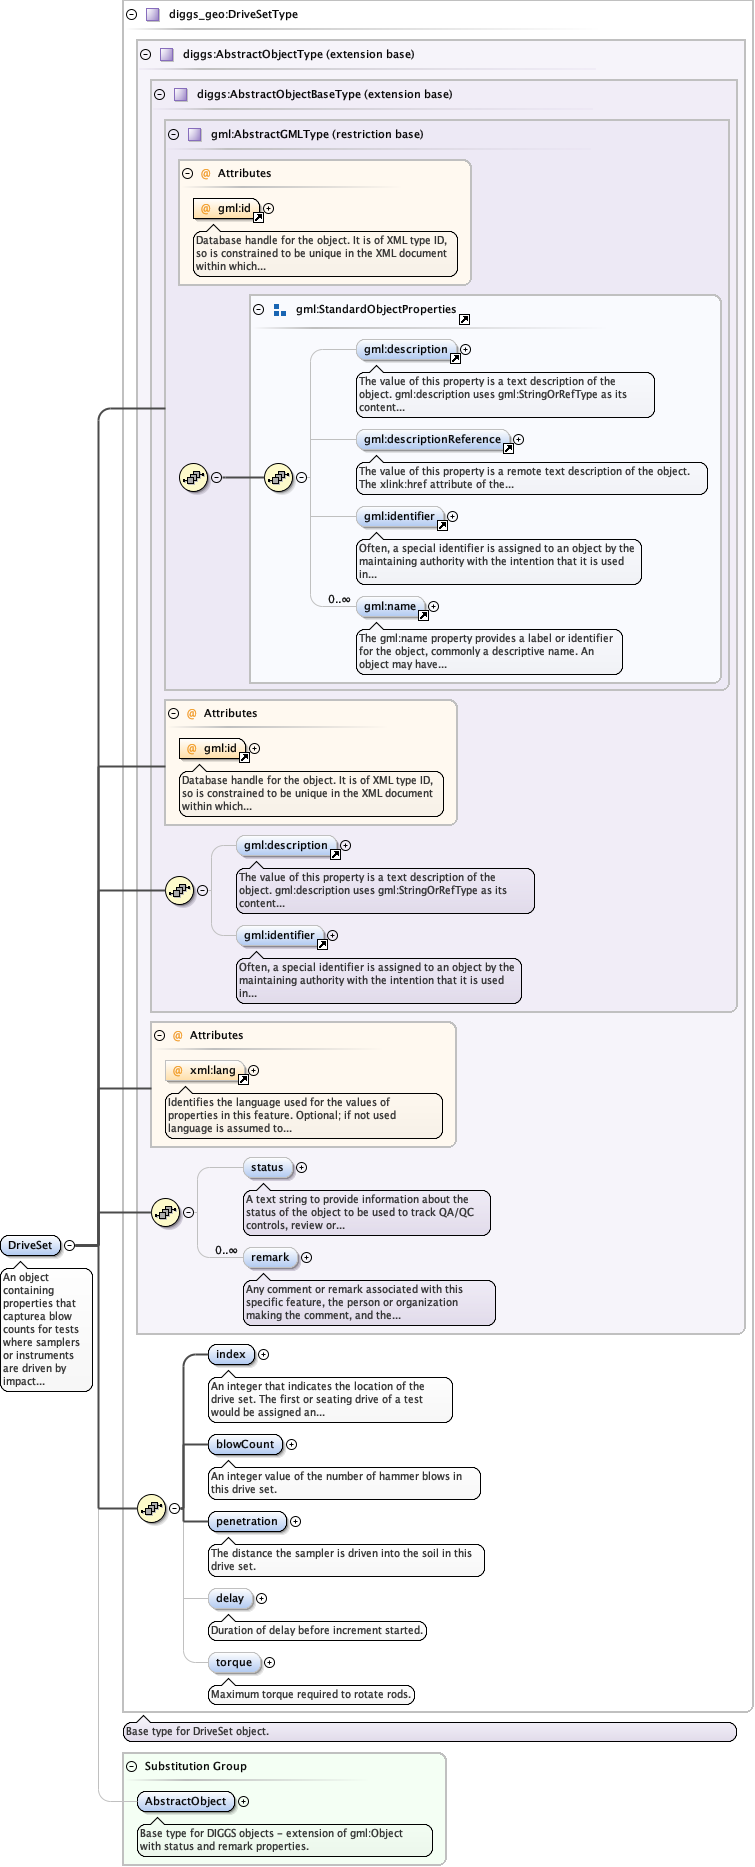 diggs_geo:DriveSetType
diggs:AbstractObjectType (extension base)
diggs:AbstractObjectBaseType (extension base)
gml:AbstractGMLType (restriction base)
@ Attributes
@ gml:id
Database handle for the object. It is of XML type ID,
so is constrained to be unique in the XML document
within which...
gml:StandardObjectProperties
gml:description
The value of this property is a text description of the
object. gml:description uses gml:StringOrRefType as its
content...
gml:descriptionReference
The value of this property is a remote text description of the object.
The xlink:href attribute of the...
gml:identifier
Often, a special identifier is assigned to an object by the
maintaining authority with the intention that it is used
in...
0..∞
gml:name
The gml:name property provides a label or identifier
for the object, commonly a descriptive name. An
object may have...
@ Attributes
@ gml:id
Database handle for the object. It is of XML type ID,
so is constrained to be unique in the XML document
within which...
gml:description
The value of this property is a text description of the
object. gml:description uses gml:StringOrRefType as its
content...
gml:identifier
Often, a special identifier is assigned to an object by the
maintaining authority with the intention that it is used
in...
@ Attributes
@ xml:lang
Identifies the language used for the values of
properties in this feature. Optional; if not used
language is assumed to...
status
A text string to provide information about the
status of the object to be used to track QA/QC
controls, review or...
0..∞
remark
Any comment or remark associated with this
specific feature, the person or organization
making the comment, and the...
DriveSet
An object
containing
properties that
capturea blow
counts for tests
where samplers
or instruments
are driven by
impact...
index
An integer that indicates the location of the
drive set. The first or seating drive of a test
would be assigned an...
blowCount
An integer value of the number of hammer blows in
this drive set.
penetration
The distance the sampler is driven into the soil in this
drive set.
delay
Duration of delay before increment started.
torque
Maximum torque required to rotate rods.
Base type for DriveSet object.
Substitution Group
AbstractObject
Base type for DIGGS objects - extension of gml:Object
with status and remark properties.